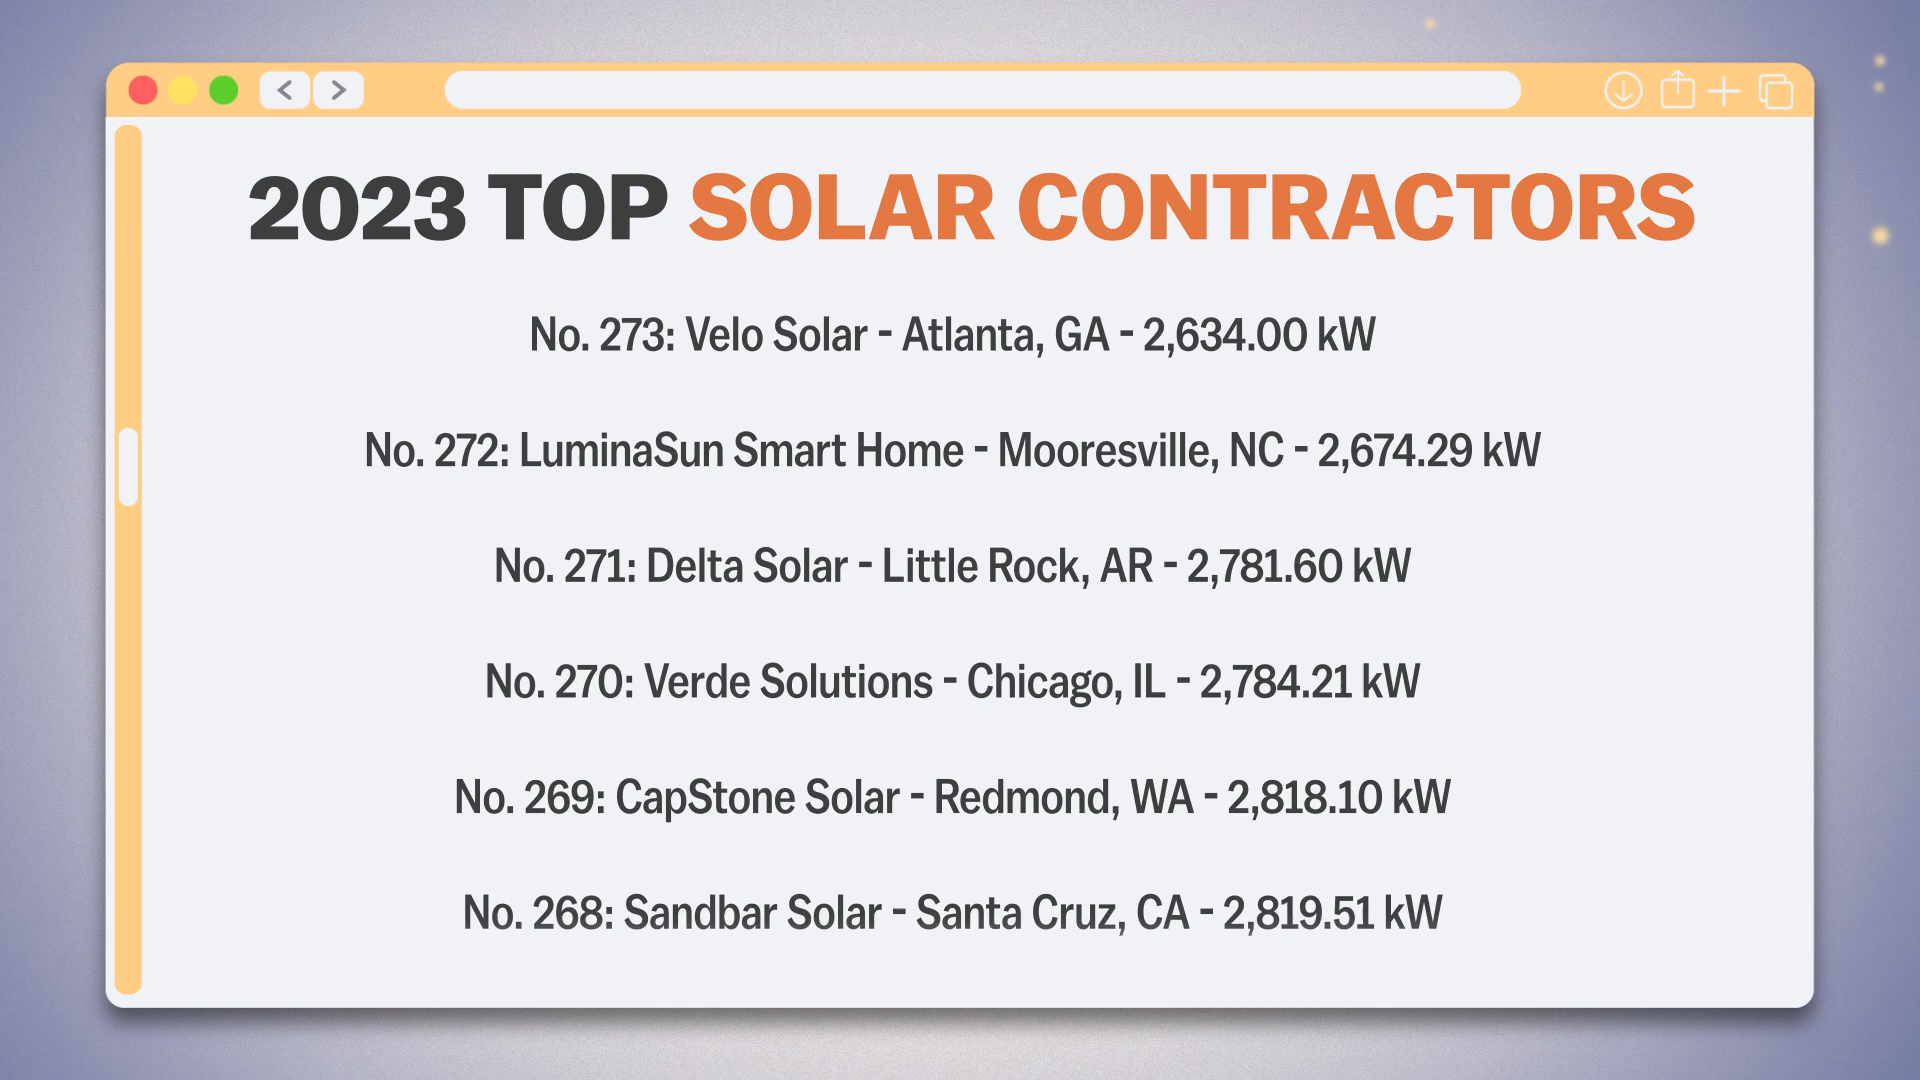 2023 TOP SOLAR CONTRACTORS
No. 273: Velo Solar - Atlanta, GA - 2,634.00 kW
No. 272: LuminaSun Smart Home - Mooresville, NC - 2,674.29 kW
No. 271: Delta Solar - Little Rock, AR - 2,781.60 kW
No. 270: Verde Solutions - Chicago, IL - 2,784.21 kW
No. 269: CapStone Solar - Redmond, WA - 2,818.10 kW
No. 268: Sandbar Solar - Santa Cruz, CA - 2,819.51 kW